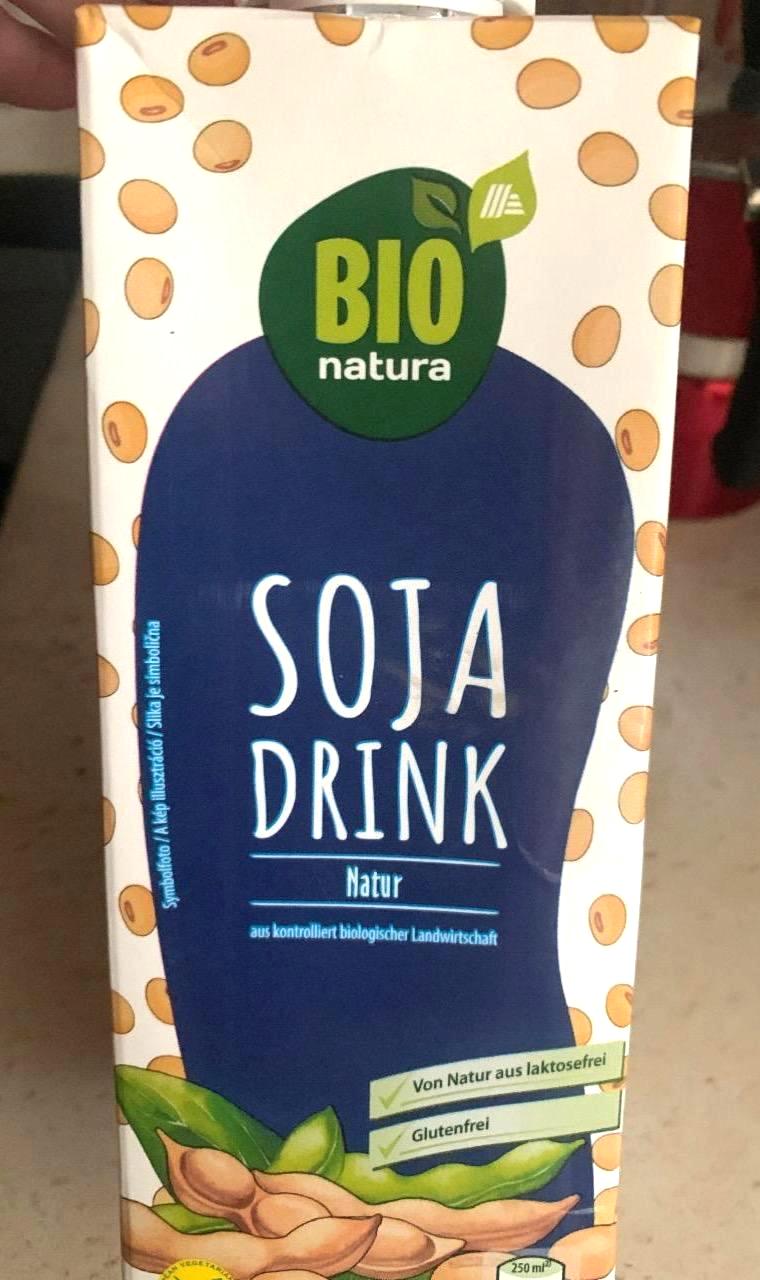 BIO
natura
SOJA
DRINK
Natur
aus kontrolliert biologischer Landwirtschaft
Symbolfoto / A kép illusztráció / Slika je simbolična
Von Natur aus laktosefrei
Glutenfrei
250 ml²⁾